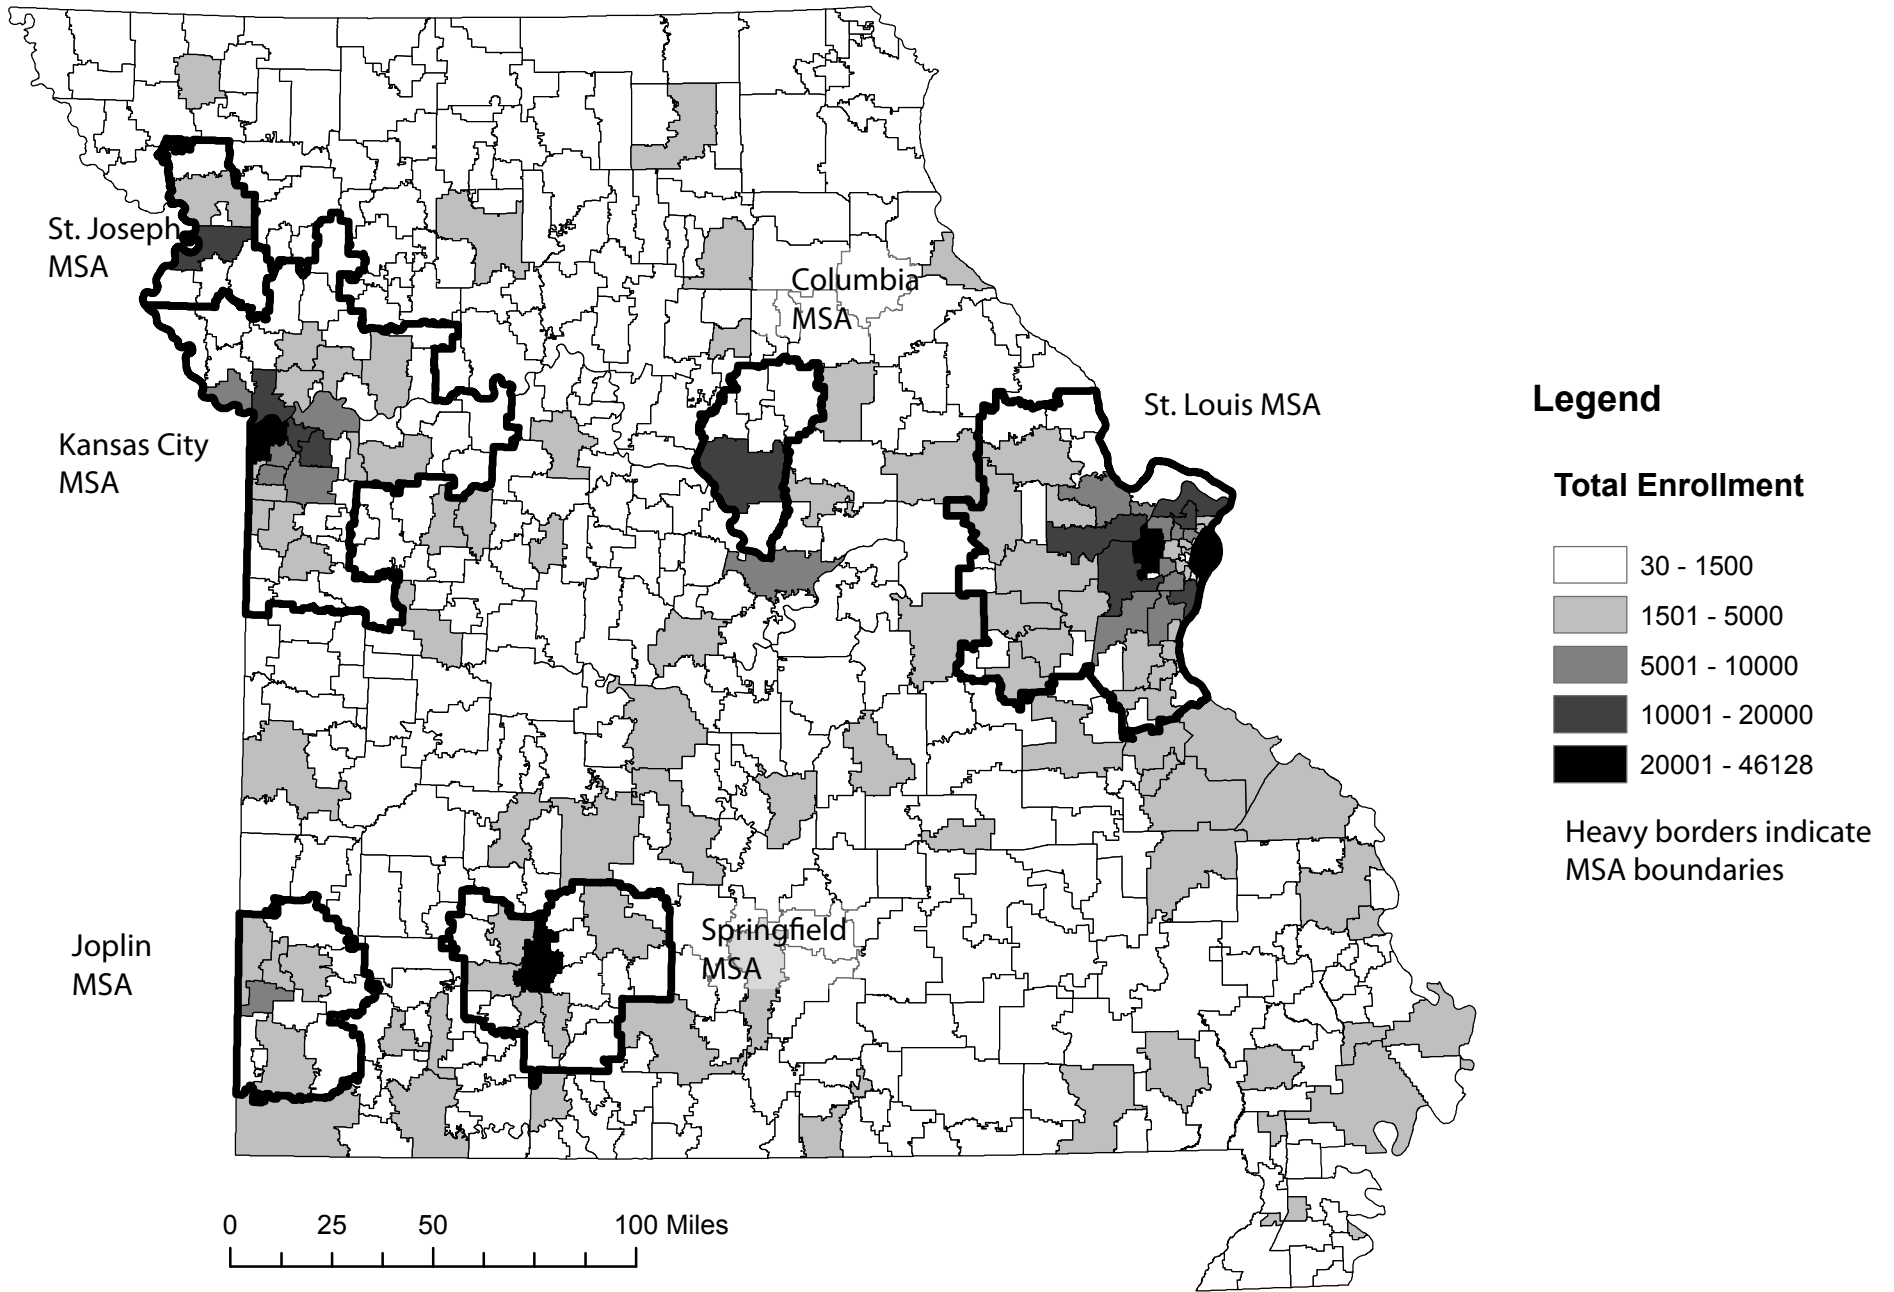 St. Joseph
MSA
Columbia
MSA
St. Louis MSA
Kansas City
MSA
Joplin
MSA
Springfield
MSA
0 25 50 100 Miles
Legend
Total Enrollment
30 - 1500
1501 - 5000
5001 - 10000
10001 - 20000
20001 - 46128
Heavy borders indicate
MSA boundaries